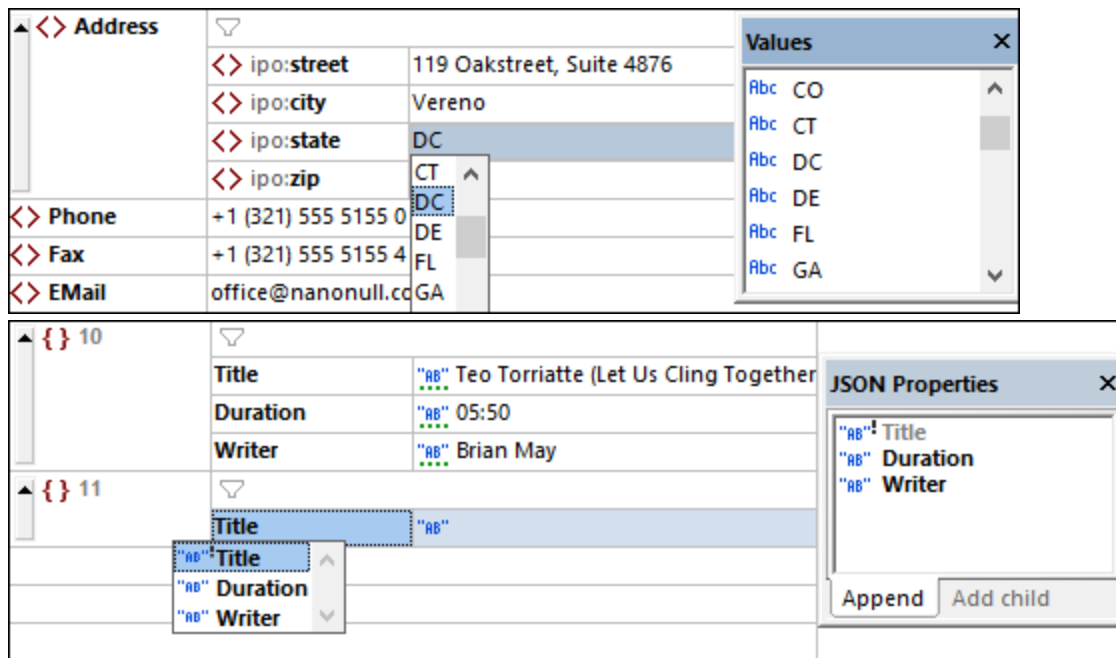 Address
ipo:street 119 Oakstreet, Suite 4876
ipo:city Vereno
ipo:state DC
ipo:zip
CT
DC
DE
FL
GA
Phone +1 (321) 555 5155 0
Fax +1 (321) 555 5155 4
EMail office@nanonull.co
Values
Abc CO
Abc CT
Abc DC
Abc DE
Abc FL
Abc GA
{ } 10
Title "AB" Teo Torriatte (Let Us Cling Together
Duration "AB" 05:50
Writer "AB" Brian May
{ } 11
Title "AB"
"AB"! Title
"AB" Duration
"AB" Writer
JSON Properties
"AB"! Title
"AB" Duration
"AB" Writer
Append Add child